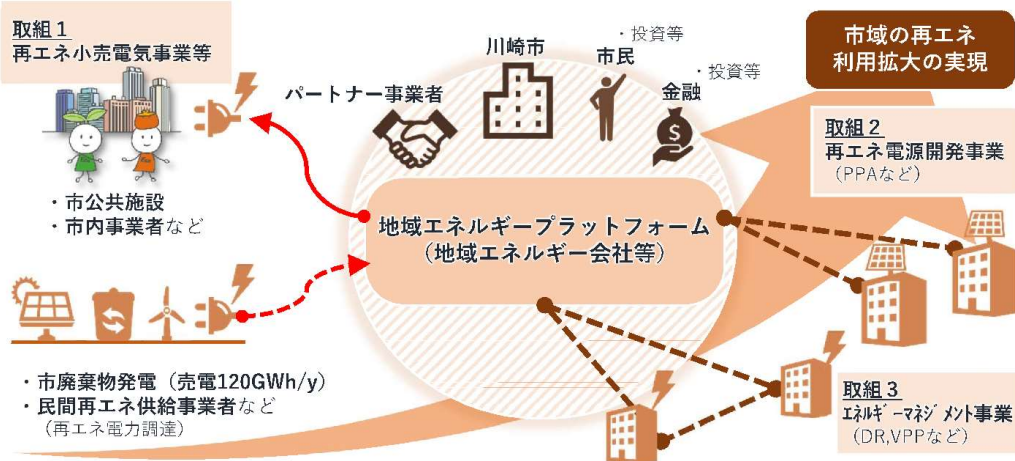 取組１
再エネ小売電気事業等
・市公共施設
・市内事業者など
・市廃棄物発電（売電120GWh/y）
・民間再エネ供給事業者など
（再エネ電力調達）
パートナー事業者
川崎市
・投資等
市民
・投資等
金融
$
地域エネルギープラットフォーム
（地域エネルギー会社等）
市域の再エネ
利用拡大の実現
取組２
再エネ電源開発事業
（PPAなど）
取組３
ｴﾈﾙｷﾞｰﾏﾈｼﾞﾒﾝﾄ事業
（DR,VPPなど）